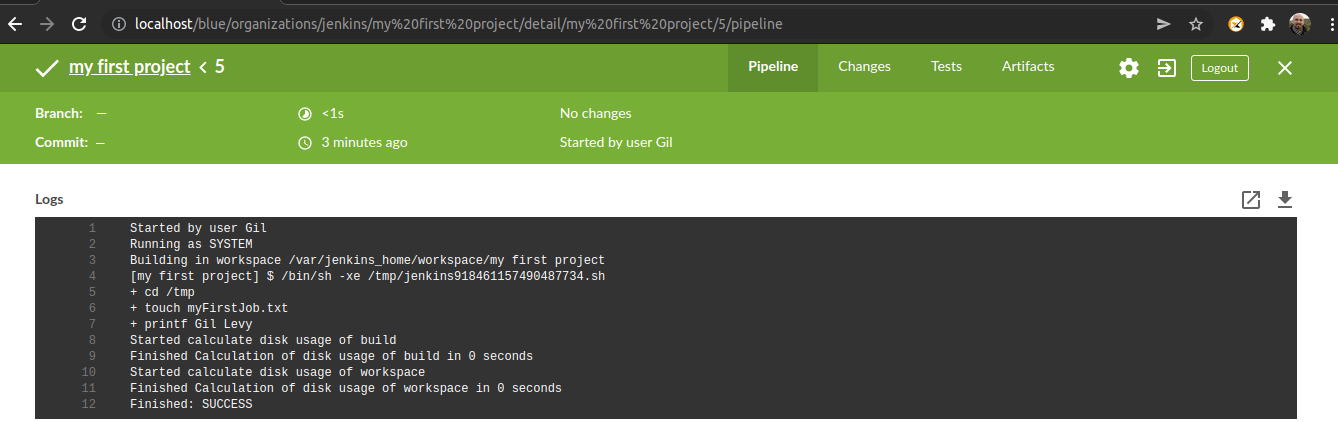 localhost/blue/organizations/jenkins/my%20first%20project/detail/my%20first%20project/5/pipeline
my first project < 5
Pipeline
Changes
Tests
Artifacts
Logout
Branch: —
<1s
No changes
Commit: —
3 minutes ago
Started by user Gil
Logs
1 Started by user Gil
2 Running as SYSTEM
3 Building in workspace /var/jenkins_home/workspace/my first project
4 [my first project] $ /bin/sh -xe /tmp/jenkins918461157490487734.sh
5 + cd /tmp
6 + touch myFirstJob.txt
7 + printf Gil Levy
8 Started calculate disk usage of build
9 Finished Calculation of disk usage of build in 0 seconds
10 Started calculate disk usage of workspace
11 Finished Calculation of disk usage of workspace in 0 seconds
12 Finished: SUCCESS